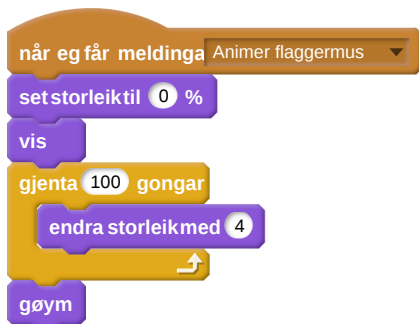 når eg får meldinga Animer flaggermus
set storleik til 0 %
vis
gjenta 100 gongar
endra storleik med 4
gøym